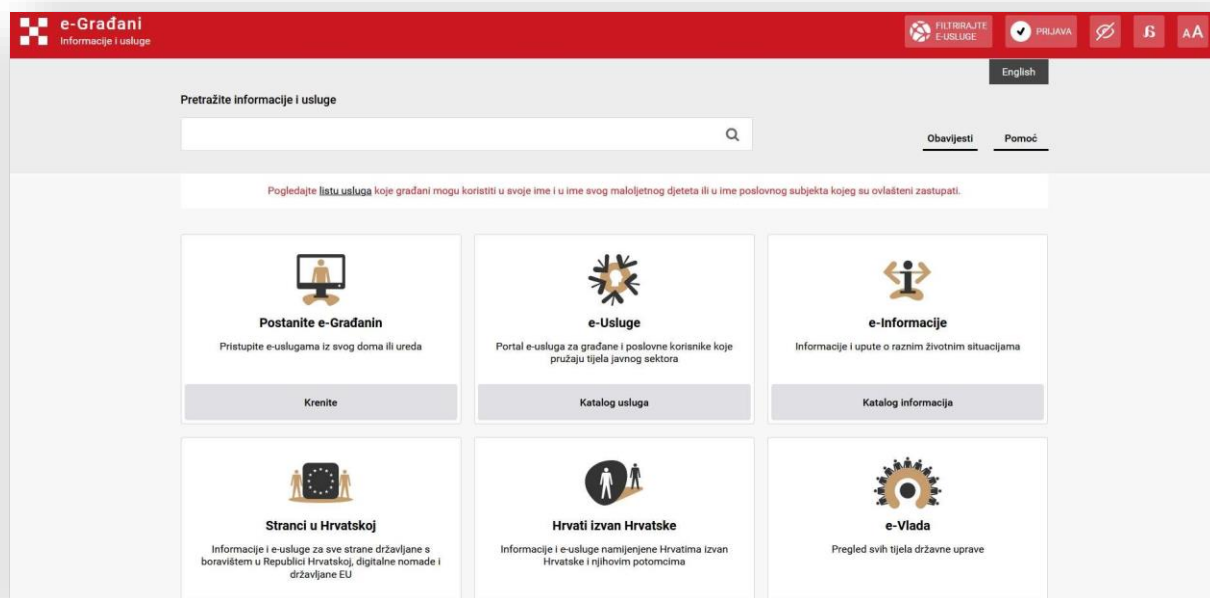 e-Građani
Informacije i usluge
FILTRIRAJTE
E-USLUGE
PRIJAVA
AA
English
Pretražite informacije i usluge
Obavijesti
Pomoć
Pogledajte listu usluga koje građani mogu koristiti u svoje ime i u ime svog maloljetnog djeteta ili u ime poslovnog subjekta kojeg su ovlašteni zastupati.
Postanite e-Građanin
Pristupite e-uslugama iz svog doma ili ureda
Krenite
e-Usluge
Portal e-usluga za građane i poslovne korisnike koje
pružaju tijela javnog sektora
Katalog usluga
e-Informacije
Informacije i upute o raznim životnim situacijama
Katalog informacija
Stranci u Hrvatskoj
Informacije i e-usluge za sve strane državljane s
boravištem u Republici Hrvatskoj, digitalne nomade i
državljane EU
Hrvati izvan Hrvatske
Informacije i e-usluge namijenjene Hrvatima izvan
Hrvatske i njihovim potomcima
e-Vlada
Pregled svih tijela državne uprave